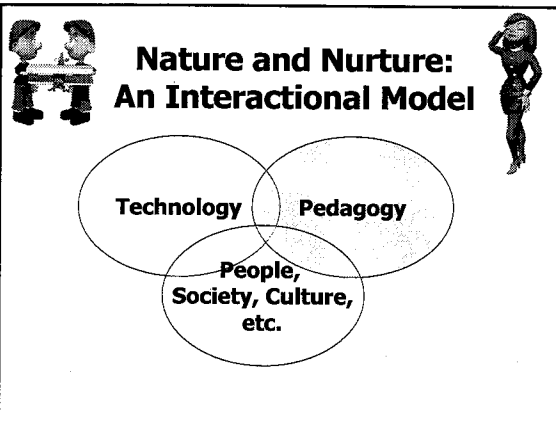 Nature and Nurture:
An Interactional Model
Technology
Pedagogy
People,
Society, Culture,
etc.